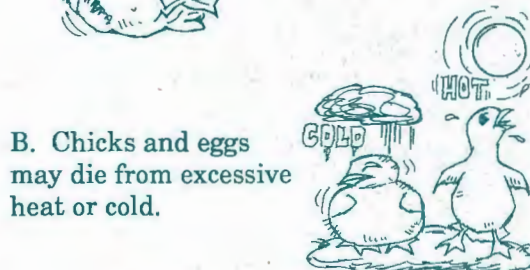 HOT
COLD
B. Chicks and eggs
may die from excessive
heat or cold.